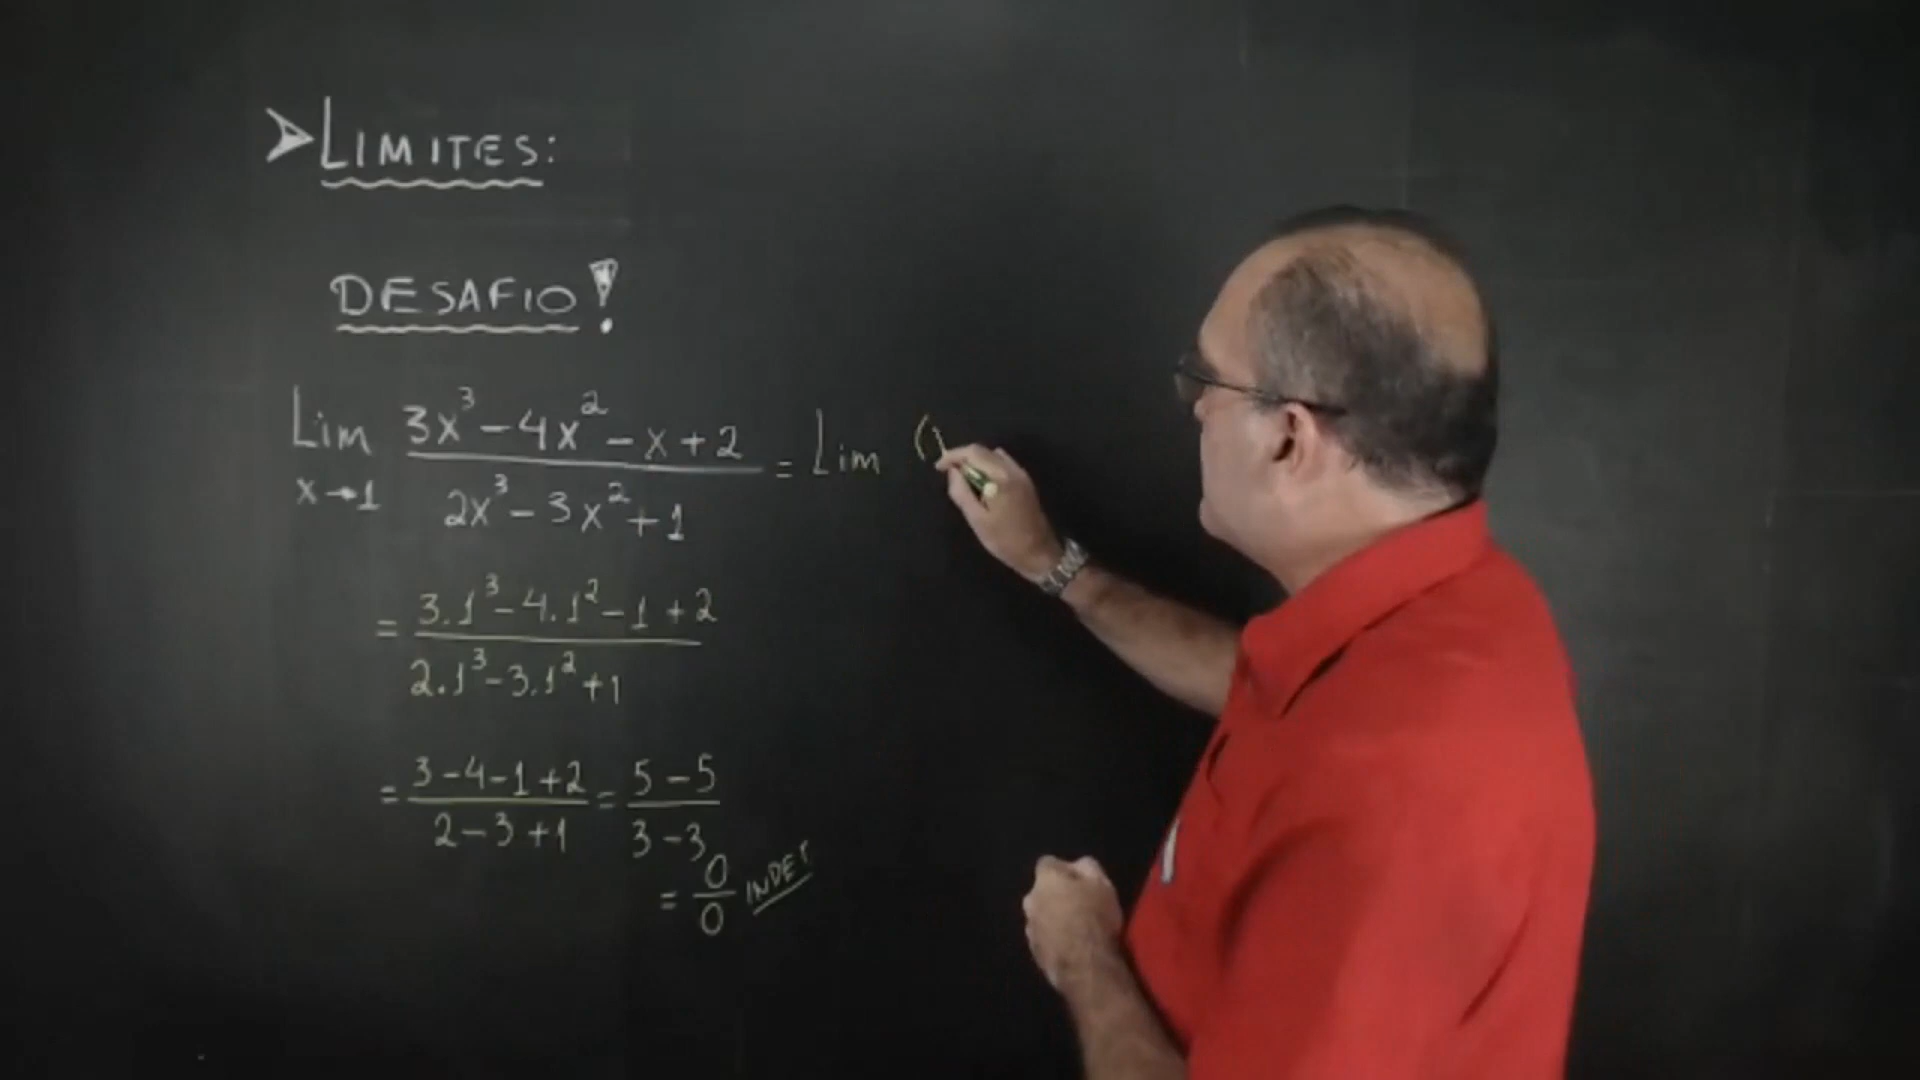 ➤LIMITES:
DESAFIO!
Lim 3x³-4x²-x+2 = Lim (
x→1 2x³-3x²+1
= 3.1³-4.1²-1+2
2.1³-3.1²+1
= 3-4-1+2 = 5-5
2-3+1 3-3
= 0 INDET
0